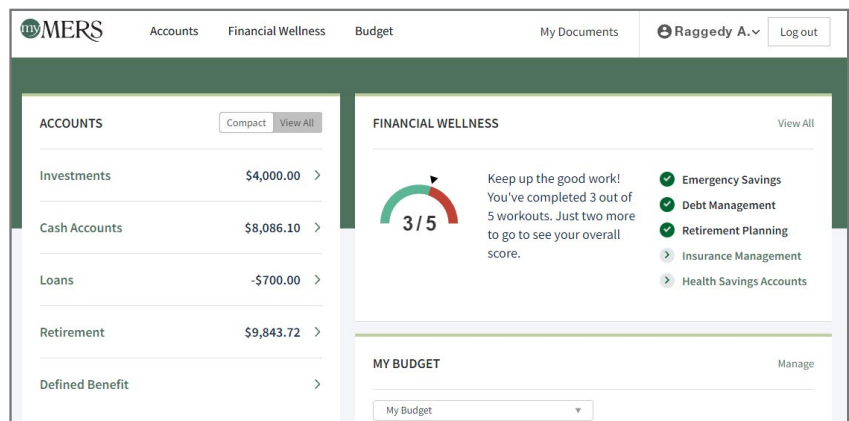 myMERS Accounts Financial Wellness Budget My Documents Raggedy A. Log out
ACCOUNTS Compact View All
Investments $4,000.00
Cash Accounts $8,086.10
Loans -$700.00
Retirement $9,843.72
Defined Benefit
FINANCIAL WELLNESS View All
3/5
Keep up the good work!
You've completed 3 out of
5 workouts. Just two more
to go to see your overall
score.
Emergency Savings
Debt Management
Retirement Planning
Insurance Management
Health Savings Accounts
MY BUDGET Manage
My Budget